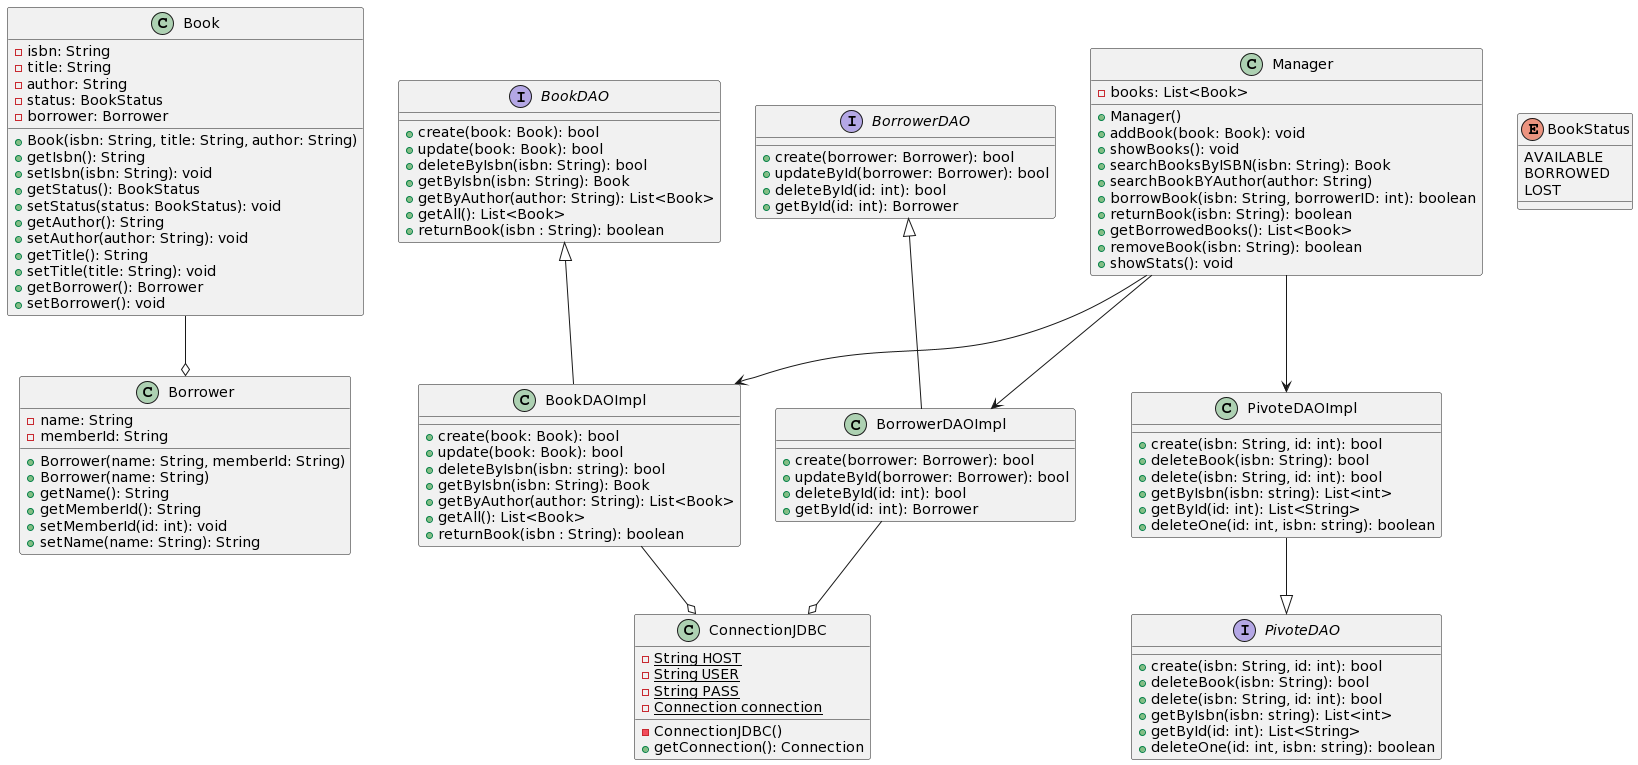 C Book
isbn: String
title: String
author: String
status: BookStatus
borrower: Borrower
Book(isbn: String, title: String, author: String)
getIsbn(): String
setIsbn(isbn: String): void
getStatus(): BookStatus
setStatus(status: BookStatus): void
getAuthor(): String
setAuthor(author: String): void
getTitle(): String
setTitle(title: String): void
getBorrower(): Borrower
setBorrower(): void
I BookDAO
create(book: Book): bool
update(book: Book): bool
deleteByIsbn(isbn: String): bool
getByIsbn(isbn: String): Book
getByAuthor(author: String): List<Book>
getAll(): List<Book>
returnBook(isbn : String): boolean
I BorrowerDAO
create(borrower: Borrower): bool
updateById(borrower: Borrower): bool
deleteById(id: int): bool
getById(id: int): Borrower
C Manager
books: List<Book>
Manager()
addBook(book: Book): void
showBooks(): void
searchBooksByISBN(isbn: String): Book
searchBookBYAuthor(author: String)
borrowBook(isbn: String, borrowerID: int): boolean
returnBook(isbn: String): boolean
getBorrowedBooks(): List<Book>
removeBook(isbn: String): boolean
showStats(): void
E BookStatus
AVAILABLE
BORROWED
LOST
C Borrower
name: String
memberId: String
Borrower(name: String, memberId: String)
Borrower(name: String)
getName(): String
getMemberId(): String
setMemberId(id: int): void
setName(name: String): String
C BookDAOImpl
create(book: Book): bool
update(book: Book): bool
deleteByIsbn(isbn: string): bool
getByIsbn(isbn: String): Book
getByAuthor(author: String): List<Book>
getAll(): List<Book>
returnBook(isbn : String): boolean
C BorrowerDAOImpl
create(borrower: Borrower): bool
updateById(borrower: Borrower): bool
deleteById(id: int): bool
getById(id: int): Borrower
C PivoteDAOImpl
create(isbn: String, id: int): bool
deleteBook(isbn: String): bool
delete(isbn: String, id: int): bool
getByIsbn(isbn: string): List<int>
getById(id: int): List<String>
deleteOne(id: int, isbn: string): boolean
C ConnectionJDBC
String HOST
String USER
String PASS
Connection connection
ConnectionJDBC()
getConnection(): Connection
I PivoteDAO
create(isbn: String, id: int): bool
deleteBook(isbn: String): bool
delete(isbn: String, id: int): bool
getByIsbn(isbn: string): List<int>
getById(id: int): List<String>
deleteOne(id: int, isbn: string): boolean